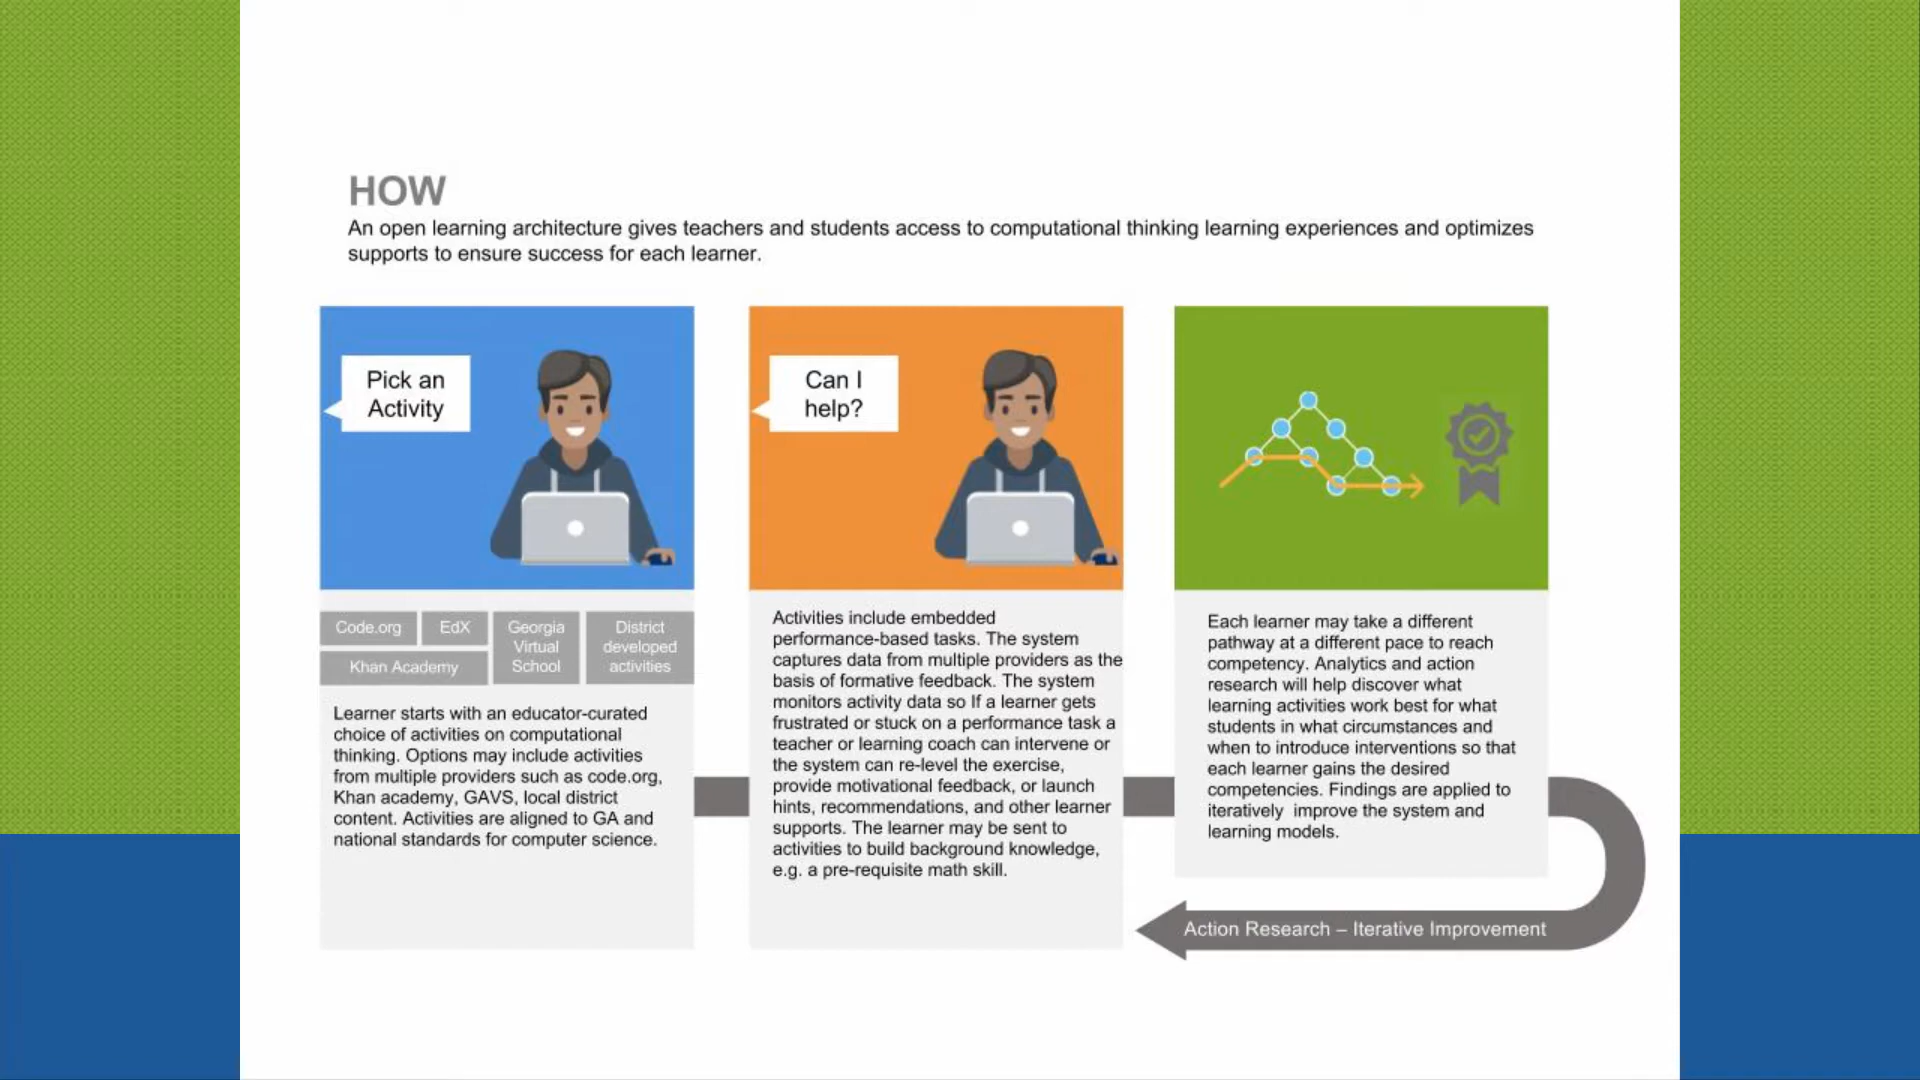 HOW
An open learning architecture gives teachers and students access to computational thinking learning experiences and optimizes
supports to ensure success for each learner.
Pick an
Activity
Code.org
EdX
Khan Academy
Georgia
Virtual
School
District
developed
activities
Learner starts with an educator-curated
choice of activities on computational
thinking. Options may include activities
from multiple providers such as code.org,
Khan academy, GAVS, local district
content. Activities are aligned to GA and
national standards for computer science.
Can I
help?
Activities include embedded
performance-based tasks. The system
captures data from multiple providers as the
basis of formative feedback. The system
monitors activity data so If a learner gets
frustrated or stuck on a performance task a
teacher or learning coach can intervene or
the system can re-level the exercise,
provide motivational feedback, or launch
hints, recommendations, and other learner
supports. The learner may be sent to
activities to build background knowledge,
e.g. a pre-requisite math skill.
Each learner may take a different
pathway at a different pace to reach
competency. Analytics and action
research will help discover what
learning activities work best for what
students in what circumstances and
when to introduce interventions so that
each learner gains the desired
competencies. Findings are applied to
iteratively  improve the system and
learning models.
Action Research – Iterative Improvement